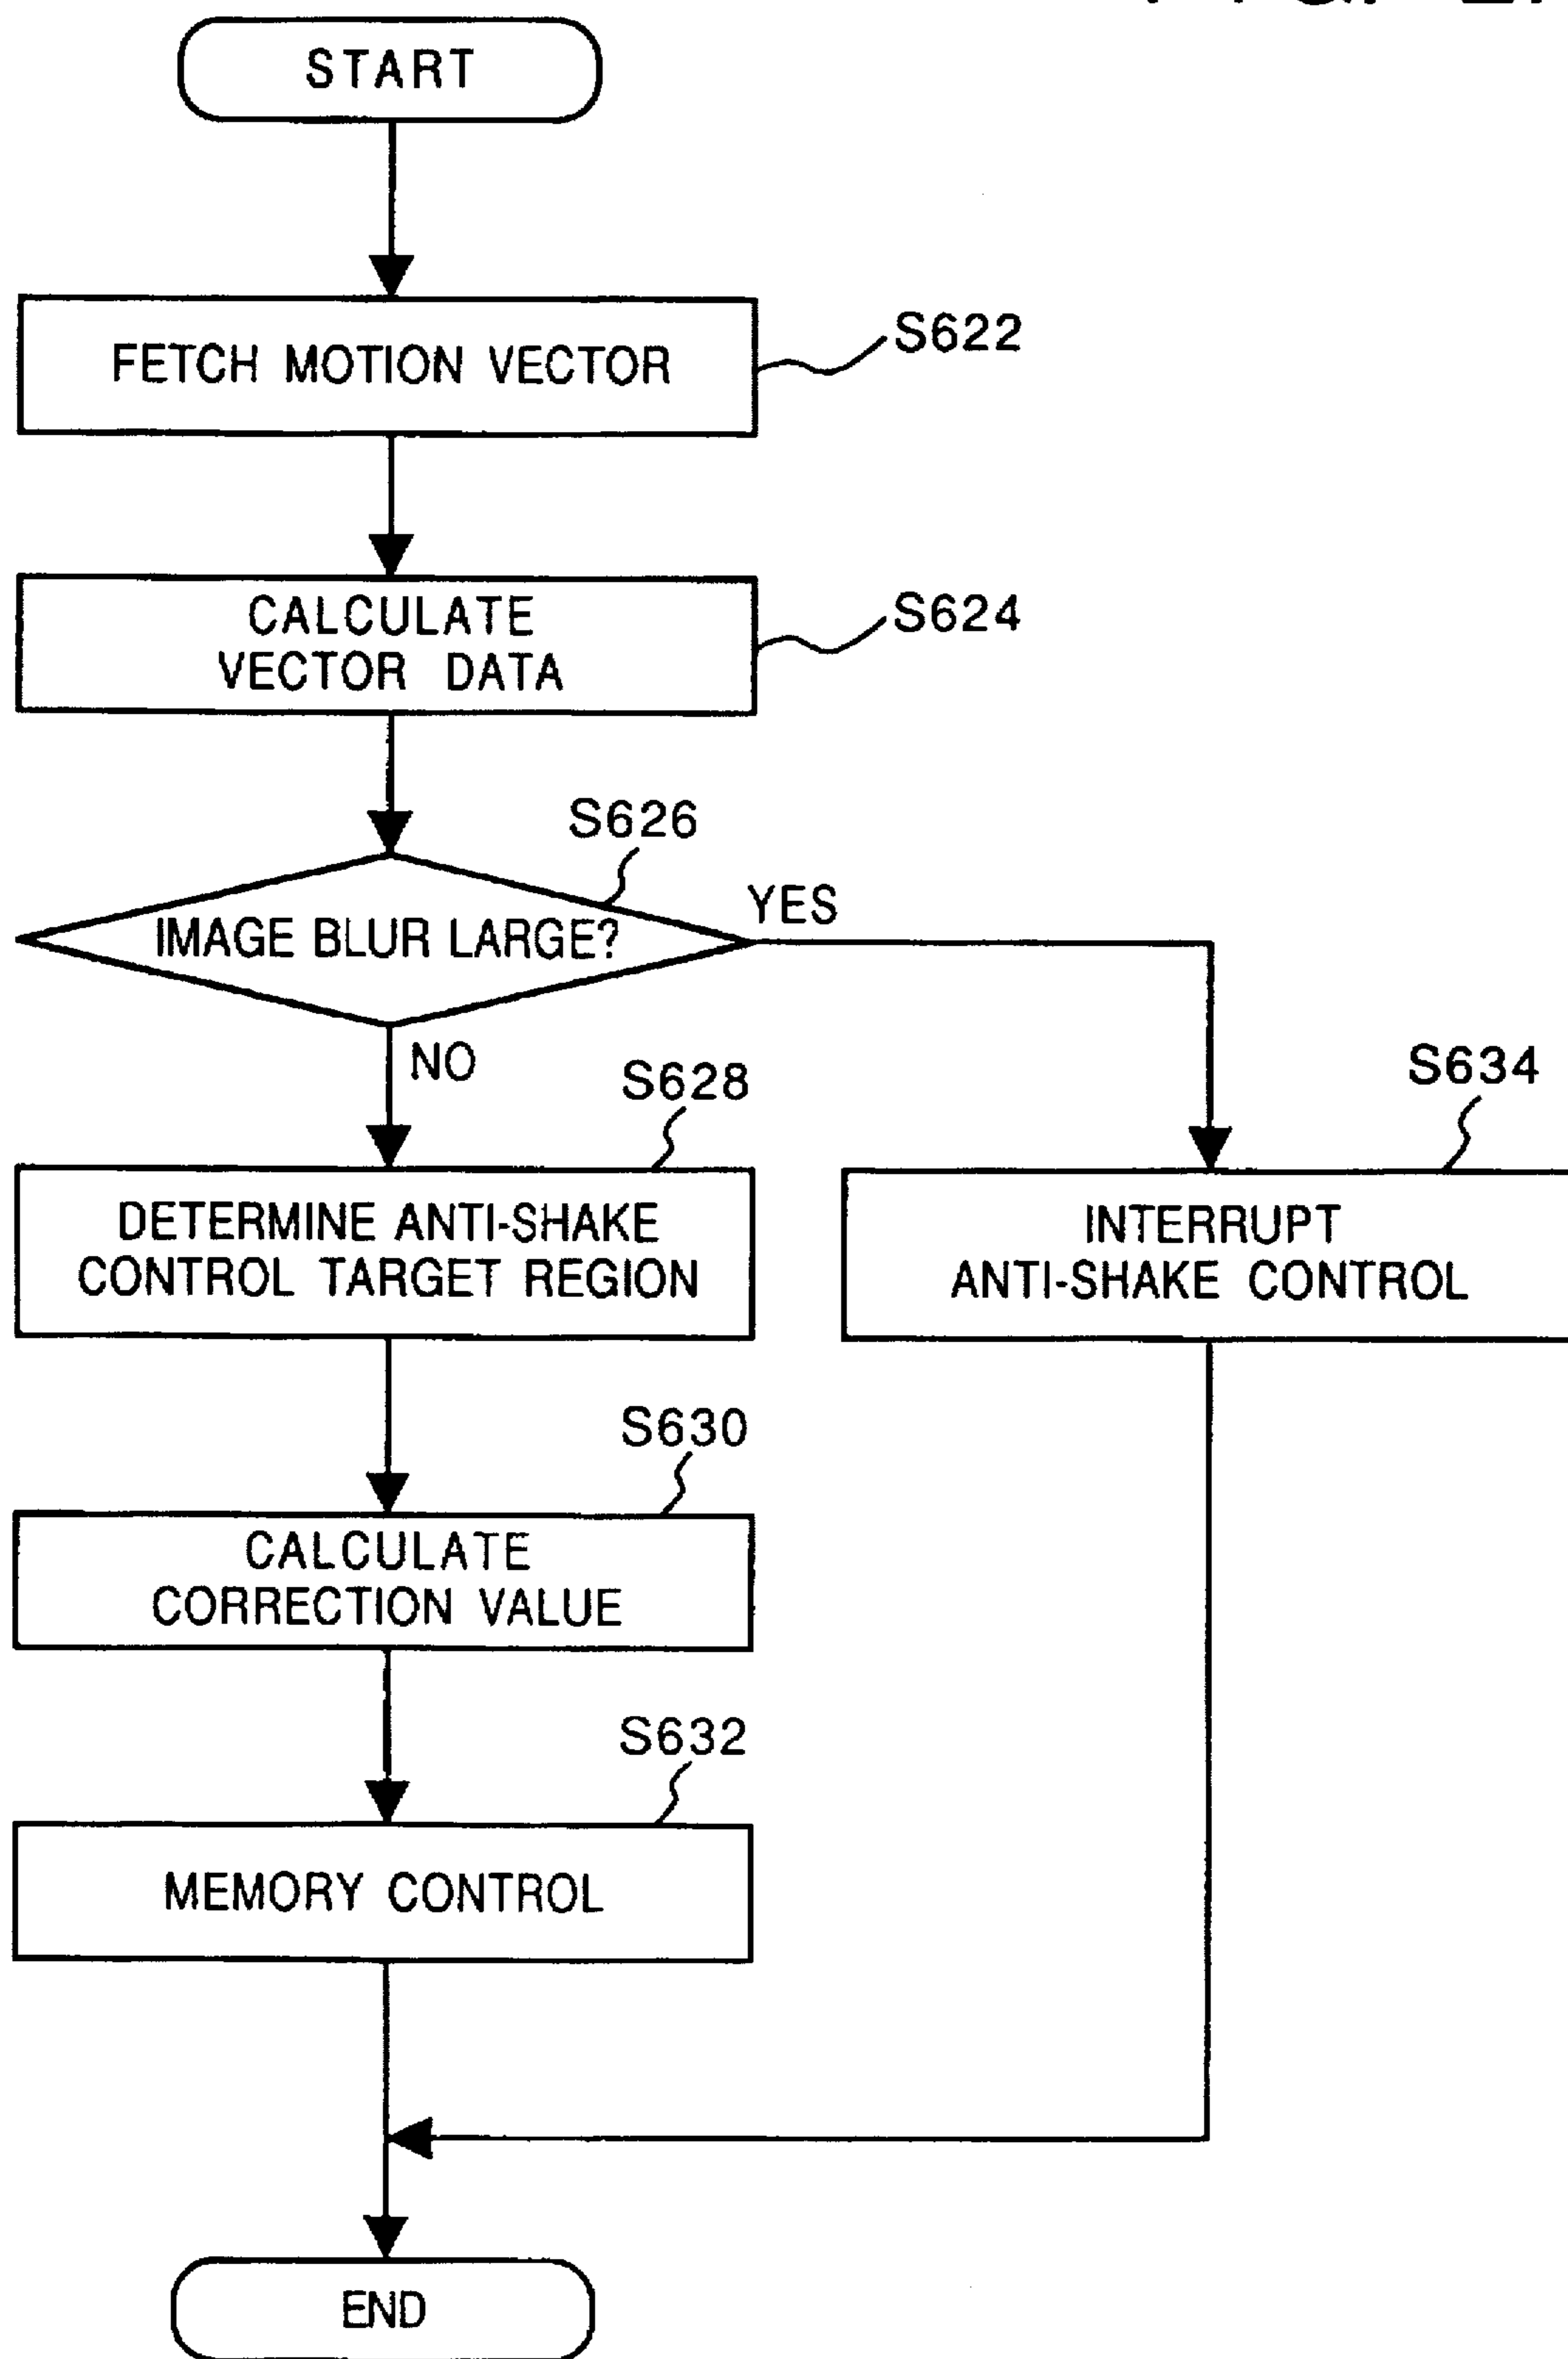 START
FETCH MOTION VECTOR
S622
CALCULATE
VECTOR DATA
S624
S626
IMAGE BLUR LARGE?
YES
NO
S628
S634
DETERMINE ANTI-SHAKE
CONTROL TARGET REGION
INTERRUPT
ANTI-SHAKE CONTROL
S630
CALCULATE
CORRECTION VALUE
S632
MEMORY CONTROL
END